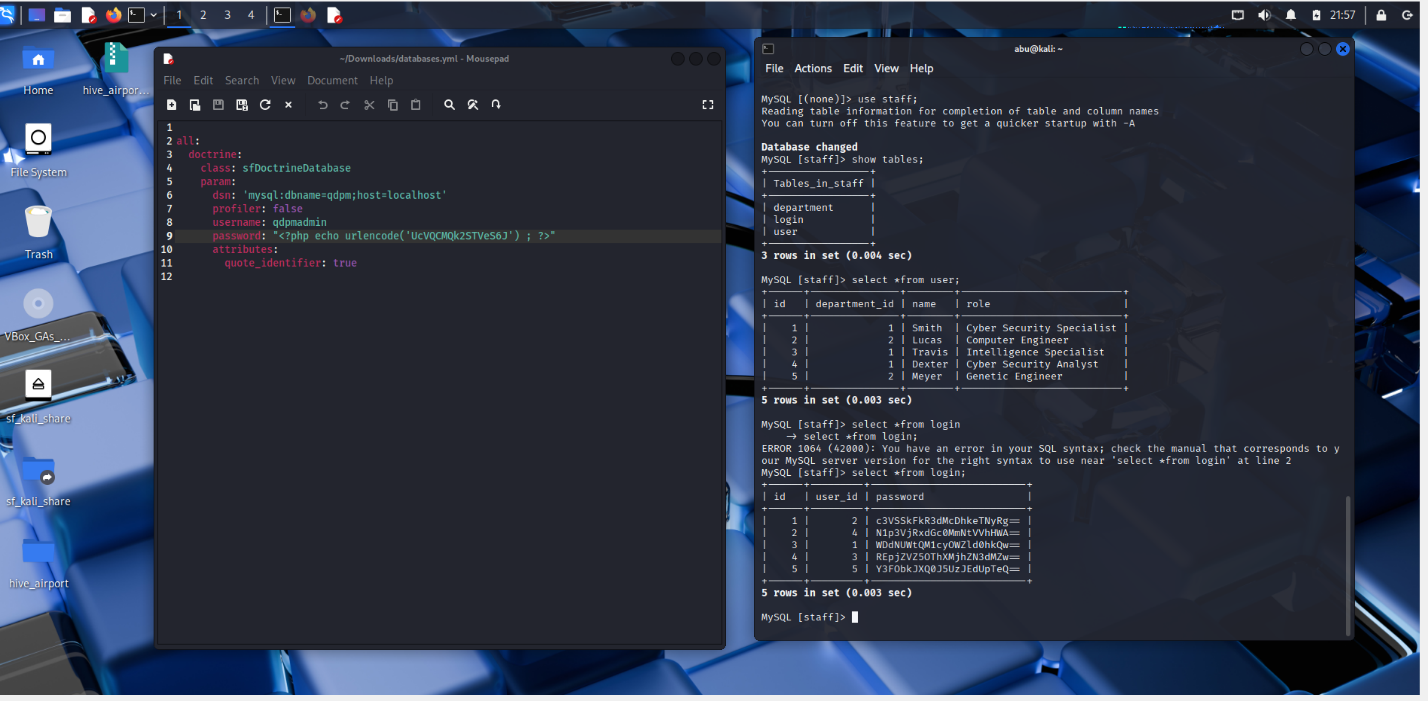 1 2 3 4
21:57
Home
hive_airpor...
File System
Trash
VBox_GAs_...
sf_kali_share
sf_kali_share
hive_airport
~/Downloads/databases.yml - Mousepad
File Edit Search View Document Help
1
2 all:
3 doctrine:
4 class: sfDoctrineDatabase
5 param:
6 dsn: 'mysql:dbname=qdpm;host=localhost'
7 profiler: false
8 username: qdpmadmin
9 password: "<?php echo urlencode('UcVQCMQk2STVeS6J') ; ?>"
10 attributes:
11 quote_identifier: true
12
abu@kali: ~
File Actions Edit View Help
MySQL [(none)]> use staff;
Reading table information for completion of table and column names
You can turn off this feature to get a quicker startup with -A
Database changed
MySQL [staff]> show tables;
| Tables_in_staff |
| department |
| login |
| user |
3 rows in set (0.004 sec)
MySQL [staff]> select *from user;
| id | department_id | name | role |
| 1 | 1 | Smith | Cyber Security Specialist |
| 2 | 2 | Lucas | Computer Engineer |
| 3 | 1 | Travis | Intelligence Specialist |
| 4 | 1 | Dexter | Cyber Security Analyst |
| 5 | 2 | Meyer | Genetic Engineer |
5 rows in set (0.003 sec)
MySQL [staff]> select *from login
→ select *from login;
ERROR 1064 (42000): You have an error in your SQL syntax; check the manual that corresponds to y
our MySQL server version for the right syntax to use near 'select *from login' at line 2
MySQL [staff]> select *from login;
| id | user_id | password |
| 1 | 2 | c3VSSkFkR3dMcDhkeTNyRg== |
| 2 | 4 | N1p3VjRxdGc0MmNtVVhHWA== |
| 3 | 1 | WDdNUWtQM1cyOWZld0hkQw== |
| 4 | 3 | REpjZVZ5OThXMjhZN3dMZw== |
| 5 | 5 | Y3FObkJXQ0J5UzJEdUpTeQ== |
5 rows in set (0.003 sec)
MySQL [staff]>